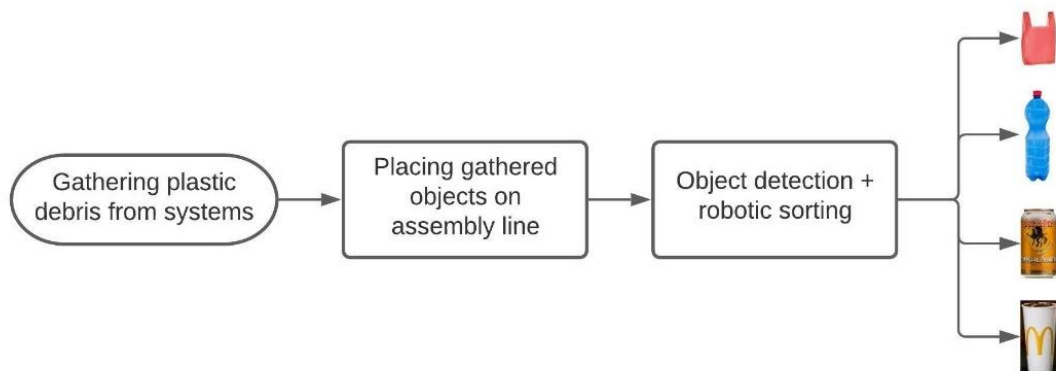 Gathering plastic
debris from systems
Placing gathered
objects on
assembly line
Object detection +
robotic sorting